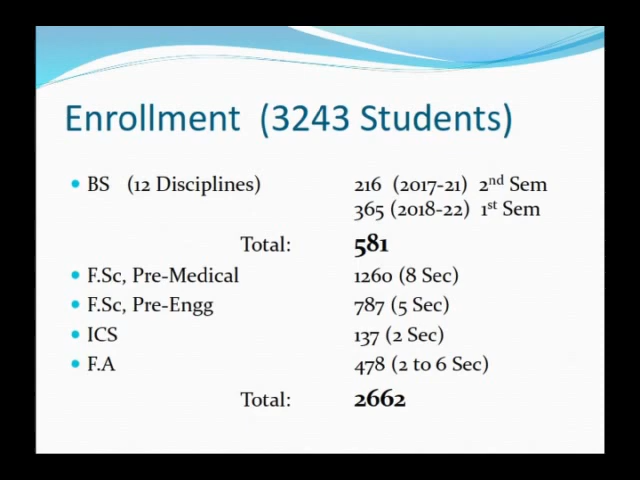 Enrollment (3243 Students)
• BS (12 Disciplines) 216 (2017-21) 2nd Sem
365 (2018-22) 1st Sem
Total: 581
• F.Sc, Pre-Medical 1260 (8 Sec)
• F.Sc, Pre-Engg 787 (5 Sec)
• ICS 137 (2 Sec)
• F.A 478 (2 to 6 Sec)
Total: 2662